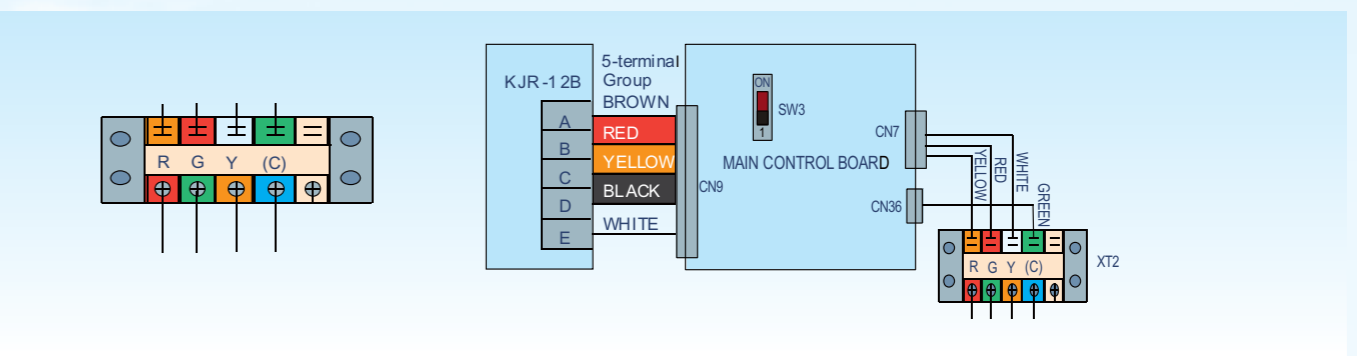 R G Y (C)
KJR-12B
5-terminal
Group
BROWN
A
RED
B
YELLOW
C
BLACK
D
WHITE
E
CN9
ON
1
SW3
MAIN CONTROL BOARD
CN7
CN36
YELLOW
RED
WHITE
GREEN
R G Y (C)
XT2